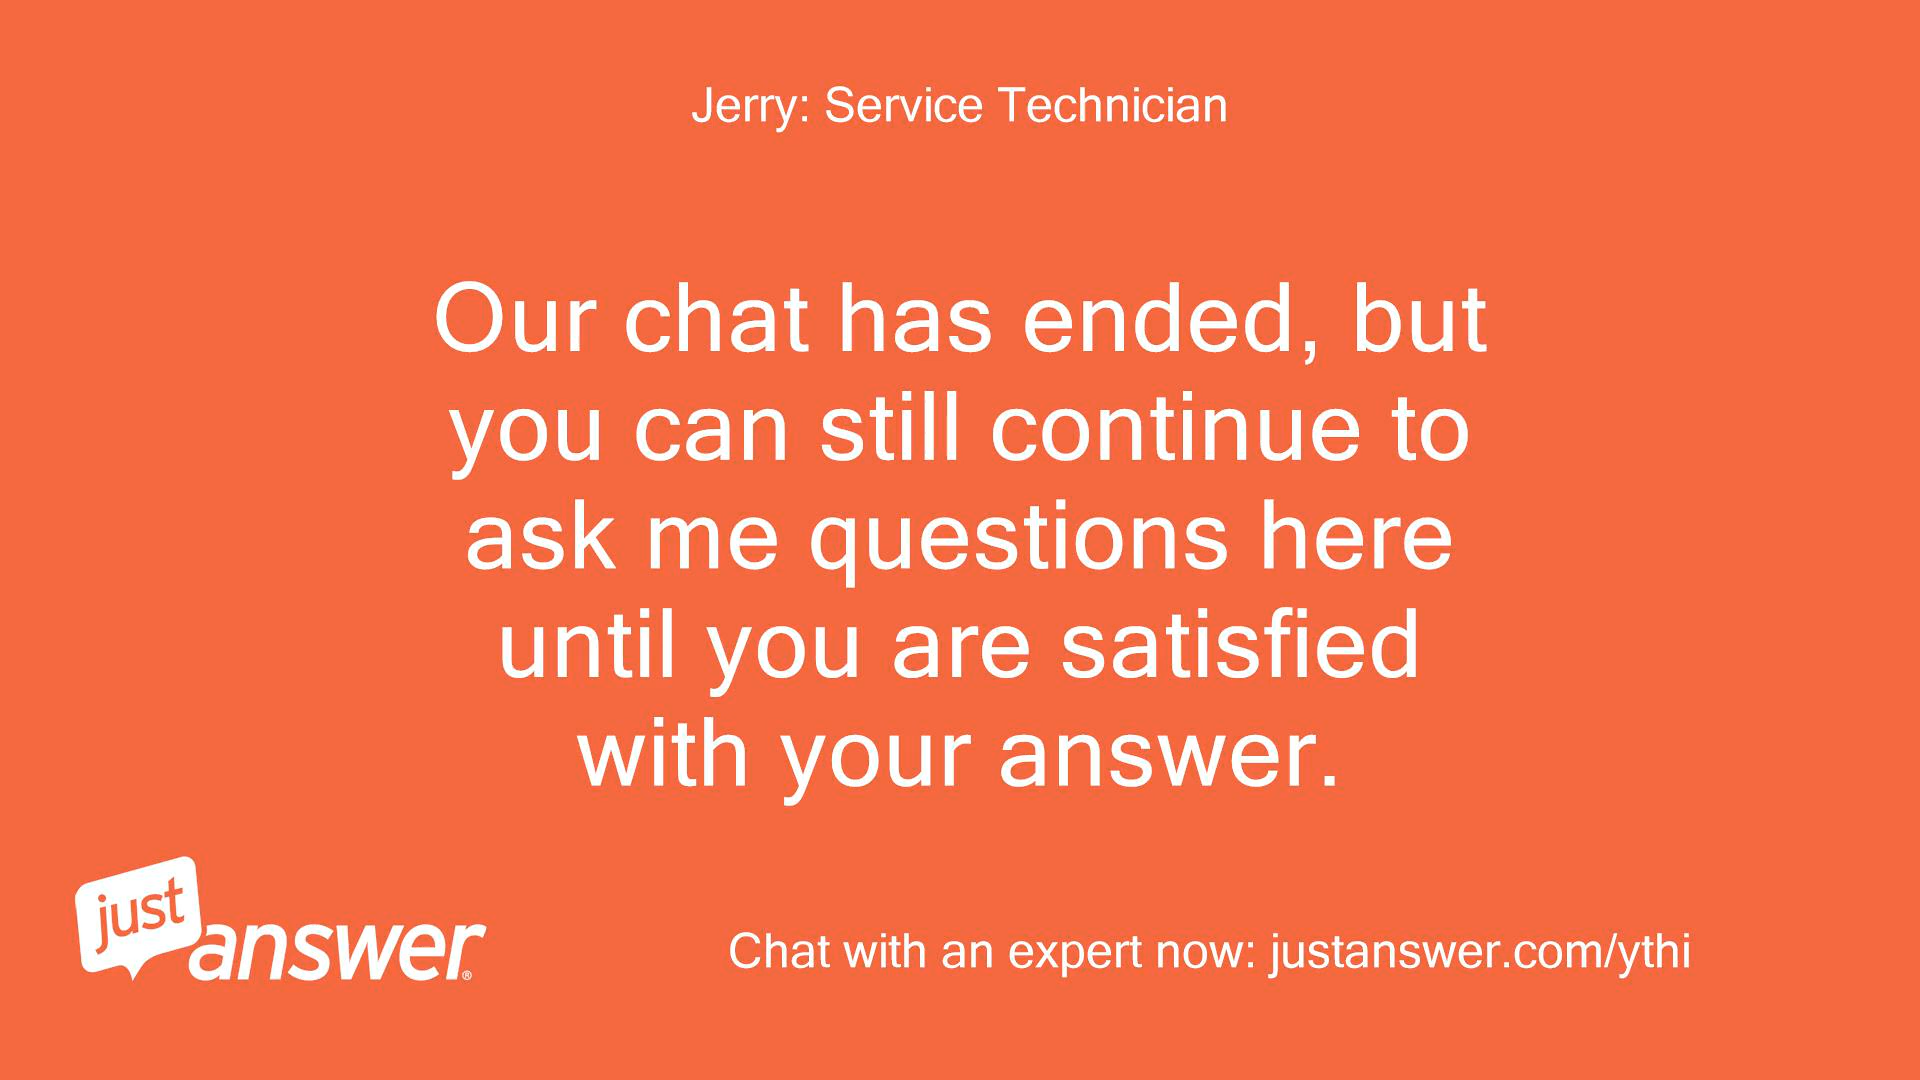 Jerry: Service Technician
Our chat has ended, but
you can still continue to
ask me questions here
until you are satisfied
with your answer.
just
answer®
Chat with an expert now: justanswer.com/ythi